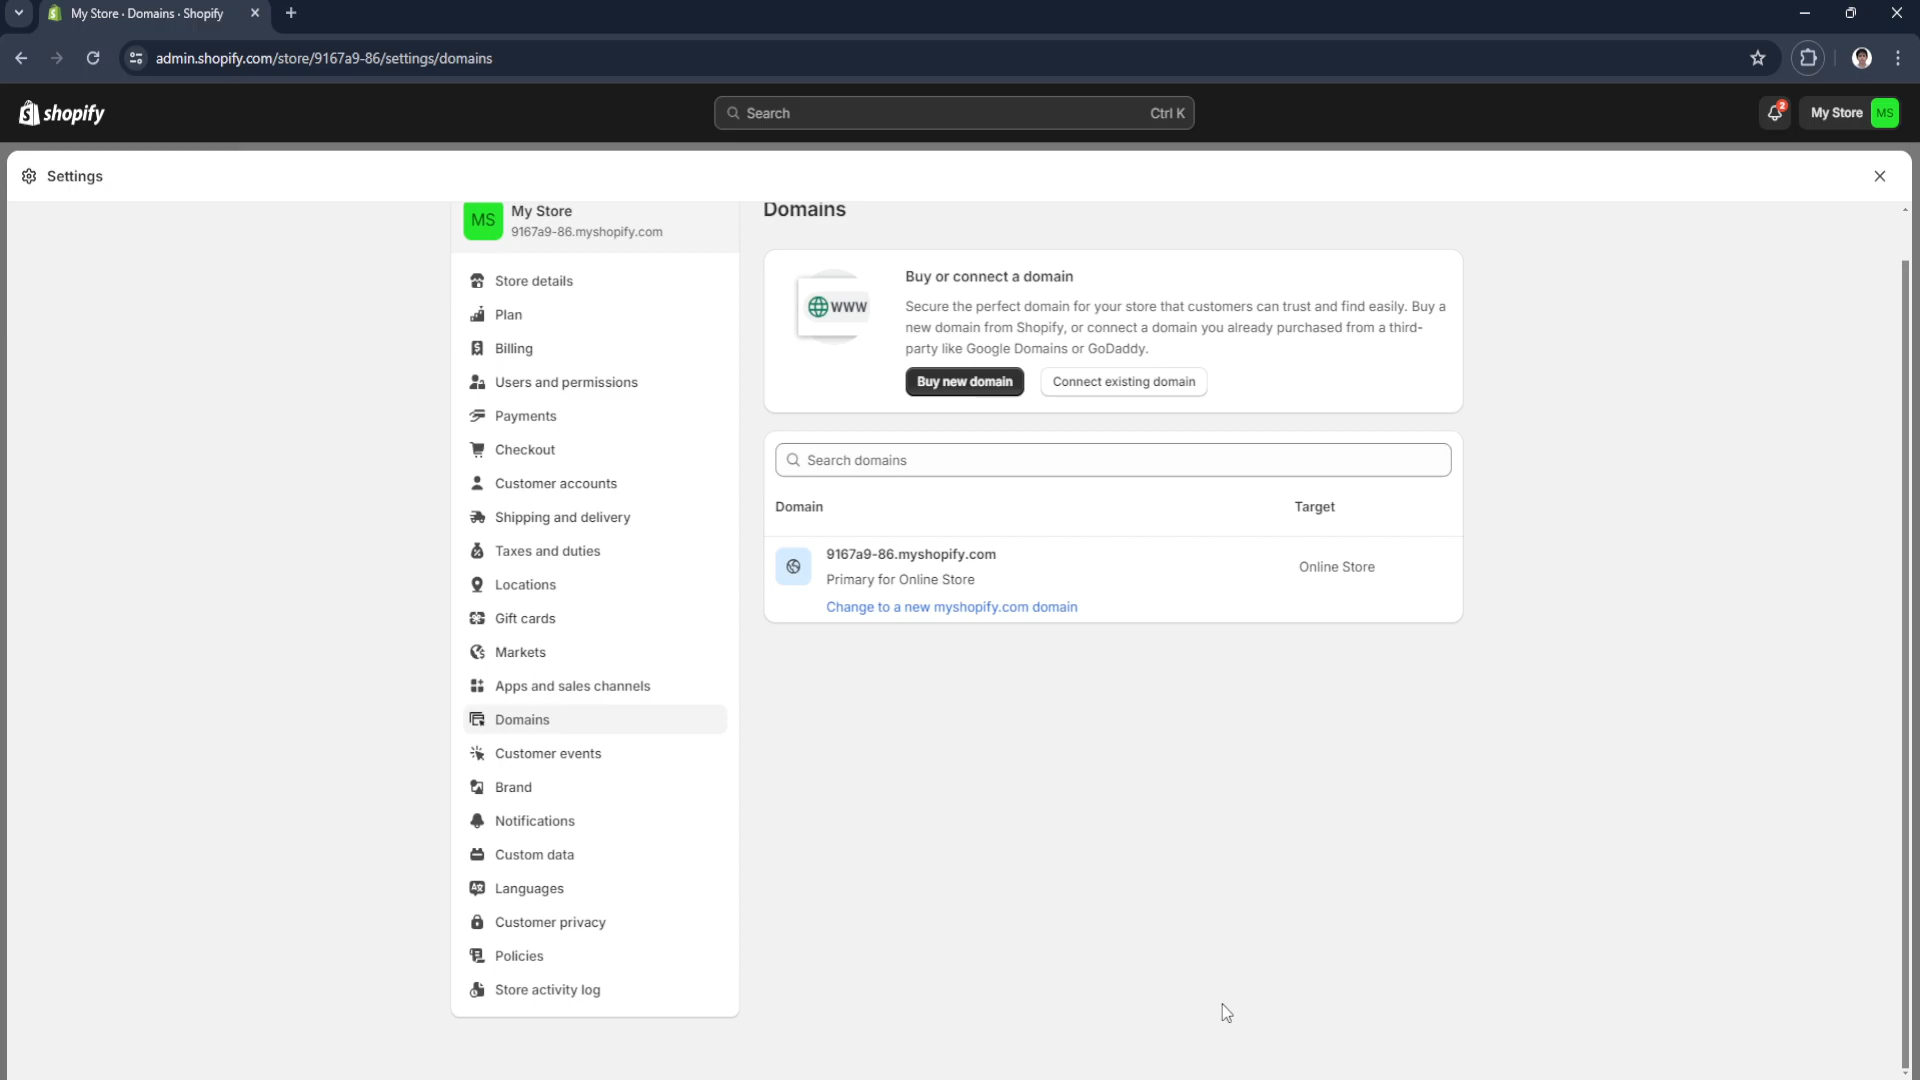 My Store · Domains · Shopify
admin.shopify.com/store/9167a9-86/settings/domains
shopify
Search
Ctrl K
2
My Store
MS
Settings
MS
My Store
9167a9-86.myshopify.com
Store details
Plan
Billing
Users and permissions
Payments
Checkout
Customer accounts
Shipping and delivery
Taxes and duties
Locations
Gift cards
Markets
Apps and sales channels
Domains
Customer events
Brand
Notifications
Custom data
Languages
Customer privacy
Policies
Store activity log
Domains
WWW
Buy or connect a domain
Secure the perfect domain for your store that customers can trust and find easily. Buy a
new domain from Shopify, or connect a domain you already purchased from a third-
party like Google Domains or GoDaddy.
Buy new domain
Connect existing domain
Search domains
Domain
Target
9167a9-86.myshopify.com
Primary for Online Store
Online Store
Change to a new myshopify.com domain